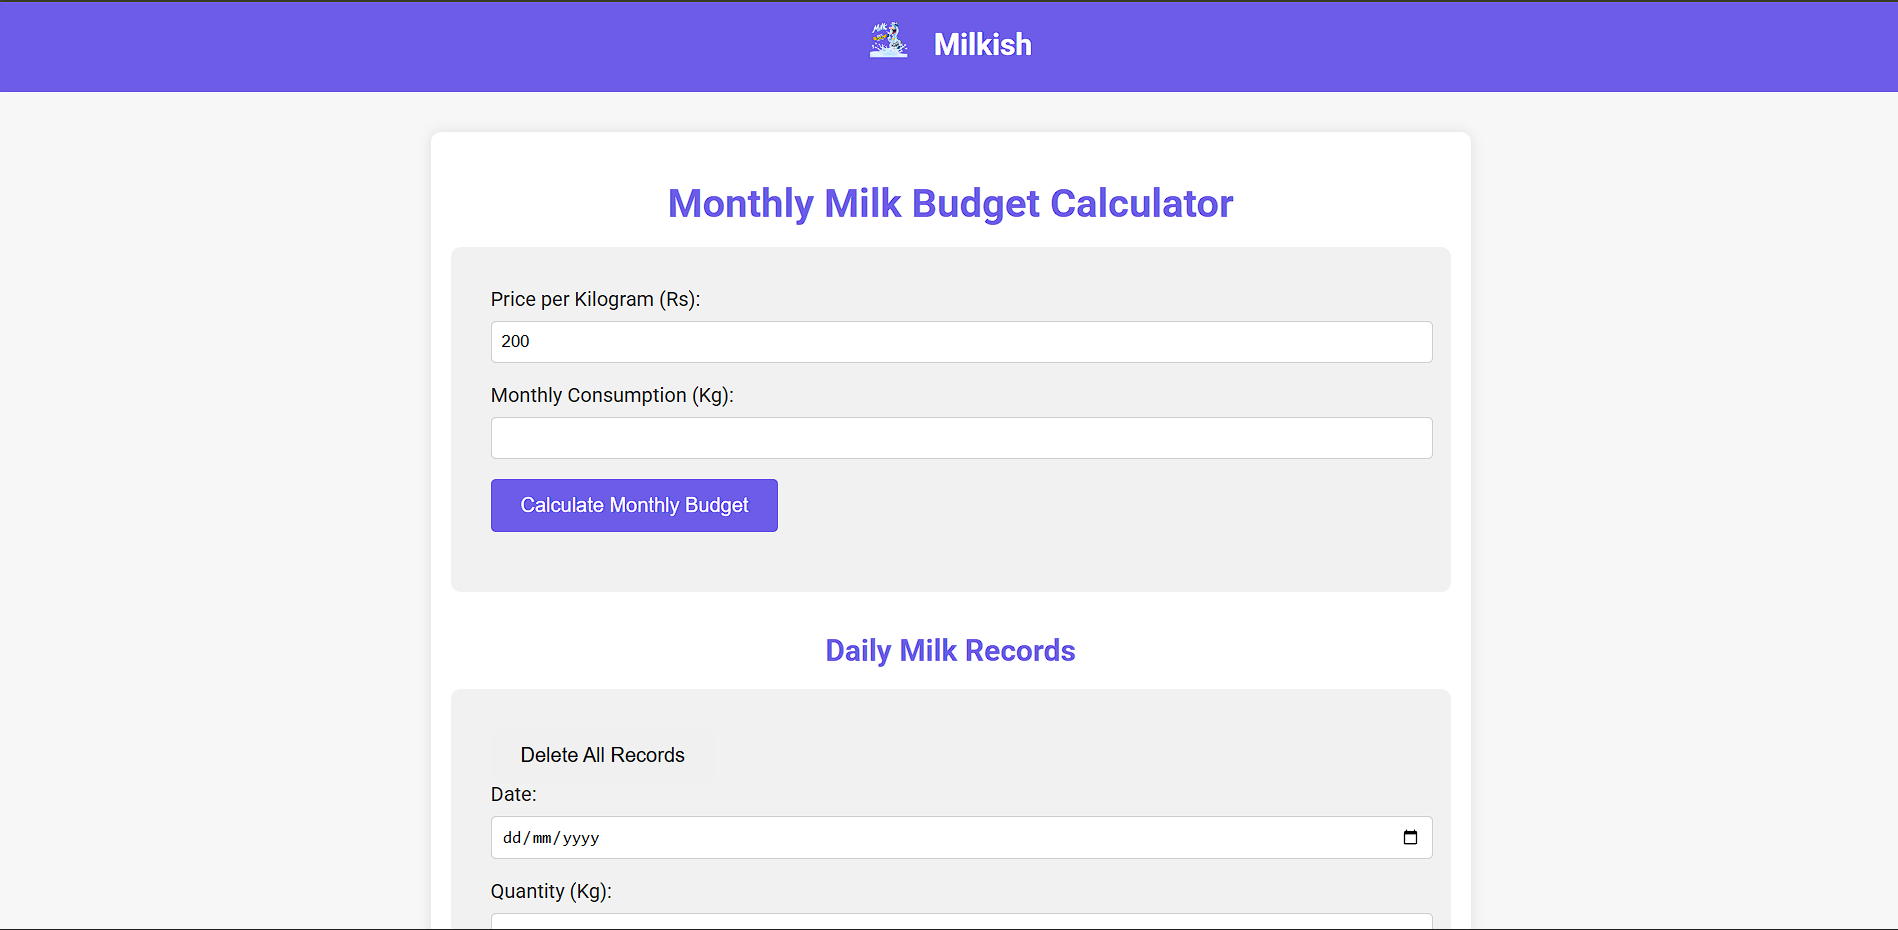 Milkish
Monthly Milk Budget Calculator
Price per Kilogram (Rs):
200
Monthly Consumption (Kg):
Calculate Monthly Budget
Daily Milk Records
Delete All Records
Date:
dd/mm/yyyy
Quantity (Kg):